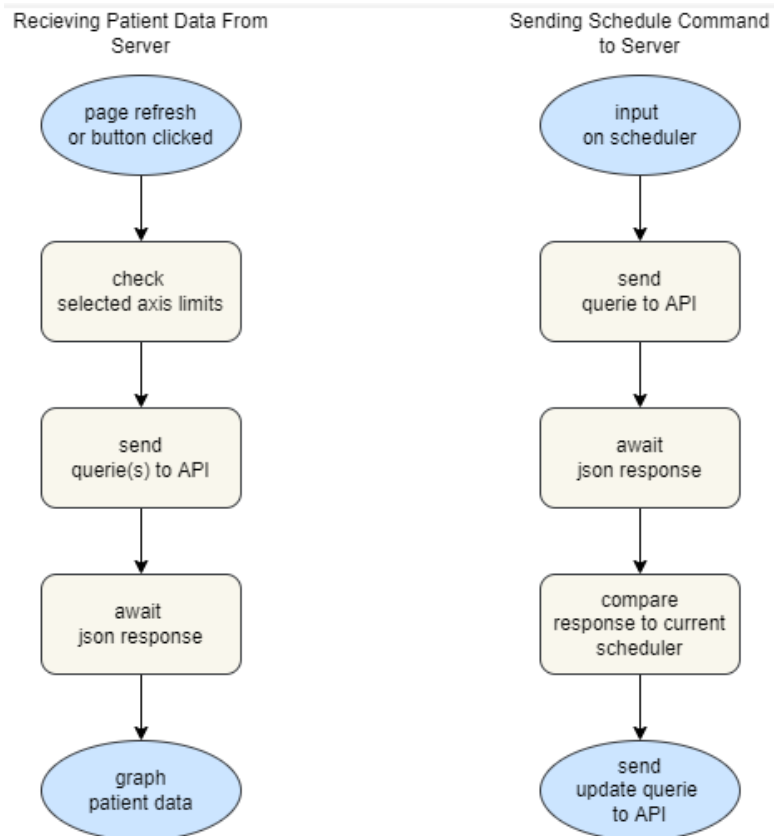 Recieving Patient Data From
Server
page refresh
or button clicked
check
selected axis limits
send
querie(s) to API
await
json response
graph
patient data
Sending Schedule Command
to Server
input
on scheduler
send
querie to API
await
json response
compare
response to current
scheduler
send
update querie
to API